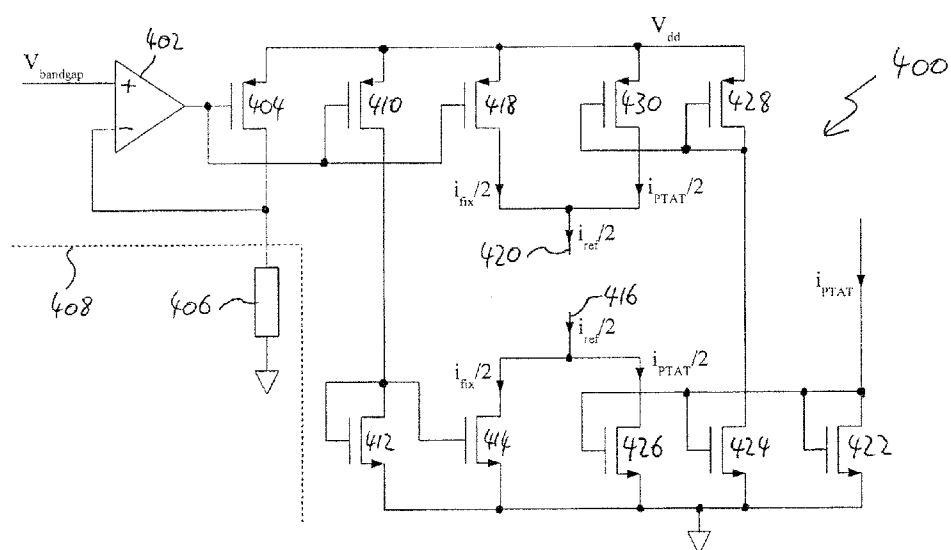 402
V_dd
V_bandgap
+
−
404
410
418
430
428
400
i_fix/2
i_PTAT/2
i_ref/2
420
408
406
416
i_ref/2
i_PTAT
i_fix/2
i_PTAT/2
412
414
426
424
422